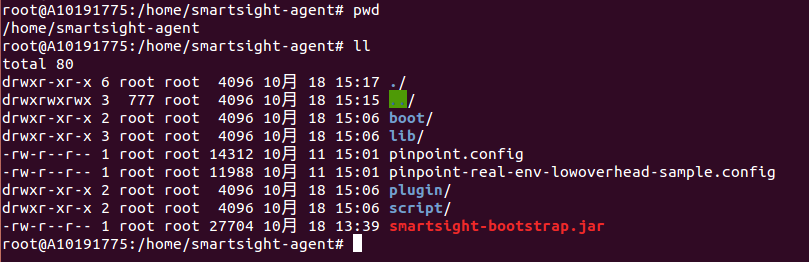 root@A10191775:/home/smartsight-agent# pwd
/home/smartsight-agent
root@A10191775:/home/smartsight-agent# ll
total 80
drwxr-xr-x 6 root root  4096 10月 18 15:17 ./
drwxrwxrwx 3  777 root  4096 10月 18 15:15 ../
drwxr-xr-x 2 root root  4096 10月 18 15:06 boot/
drwxr-xr-x 3 root root  4096 10月 18 15:06 lib/
-rw-r--r-- 1 root root 14312 10月 11 15:01 pinpoint.config
-rw-r--r-- 1 root root 11988 10月 11 15:01 pinpoint-real-env-lowoverhead-sample.config
drwxr-xr-x 2 root root  4096 10月 18 15:06 plugin/
drwxr-xr-x 2 root root  4096 10月 18 15:06 script/
-rw-r--r-- 1 root root 27704 10月 18 13:39 smartsight-bootstrap.jar
root@A10191775:/home/smartsight-agent#